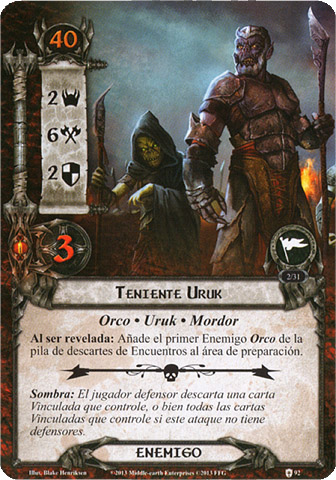 40
2
6
2
3
2/31
Teniente Uruk
Orco • Uruk • Mordor
Al ser revelada: Añade el primer Enemigo Orco de la
pila de descartes de Encuentros al área de preparación.
Sombra: El jugador defensor descarta una carta
Vinculada que controle, o bien todas las cartas
Vinculadas que controle si este ataque no tiene
defensores.
ENEMIGO
Illus. Blake Henriksen ©2013 Middle-earth Enterprises ©2013 FFG 92